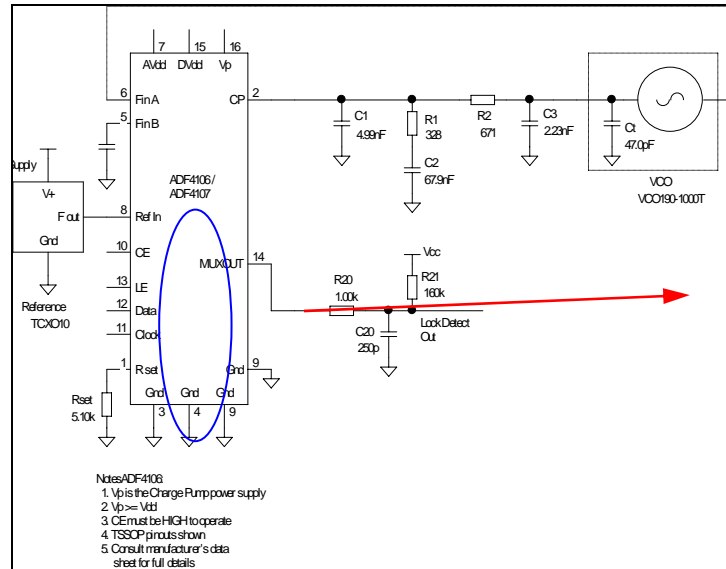 7 15 16
AVdd DVdd Vp
6 Fin A
CP 2
5 Fin B
C1
4.99nF
R1
328
R2
671
C3
2.23nF
Ct
47.0pF
C2
67.9nF
VCO
VCO190-1000T
ADF4106/
ADF4107
Supply
V+
F out
Gnd
8 Ref In
10 CE
MUXOUT 14
13 LE
12 Data
11 Clock
Reference
TCXO10
R20
1.00k
Vcc
R21
160k
C20
250p
Lock Detect
Out
1 Rset
Gnd 9
Rset
5.10k
Gnd Gnd Gnd
3 4 9
Notes ADF4106:
1. Vp is the Charge Pump power supply
2. Vp >= Vdd
3. CE must be HIGH to operate
4. TSSOP pinouts shown
5. Consult manufacturer's data
sheet for full details